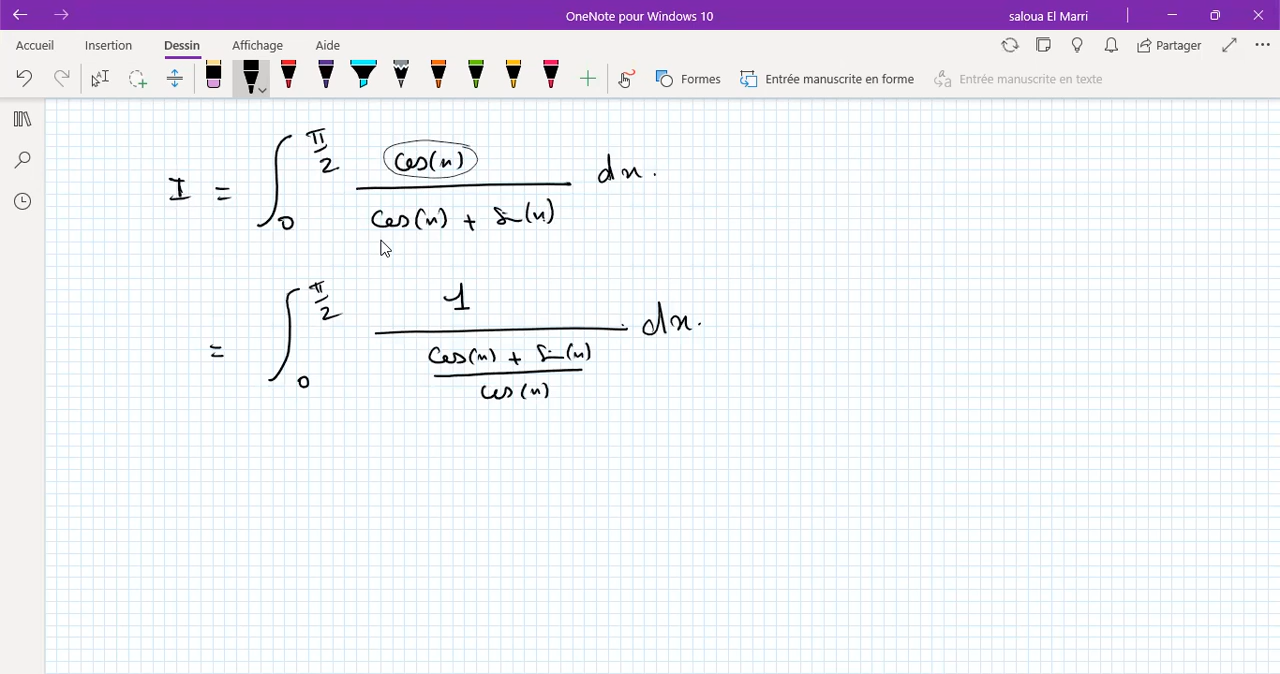 OneNote pour Windows 10
saloua El Marri
Accueil Insertion Dessin Affichage Aide
Partager
Formes Entrée manuscrite en forme Entrée manuscrite en texte
I = ∫₀^(π/2) cos(x) / (cos(x) + sin(x)) dx.
= ∫₀^(π/2) 1 / ((cos(x) + sin(x)) / cos(x)) dx.